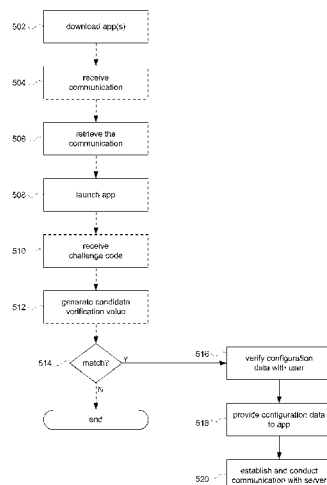 502
download app(s)
504
receive
communication
506
retrieve the
communication
508
launch app
510
receive
challenge code
512
generate candidate
verification value
514
match?
Y
N
end
516
verify configuration
data with user
518
provide configuration data
to app
520
establish and conduct
communication with server